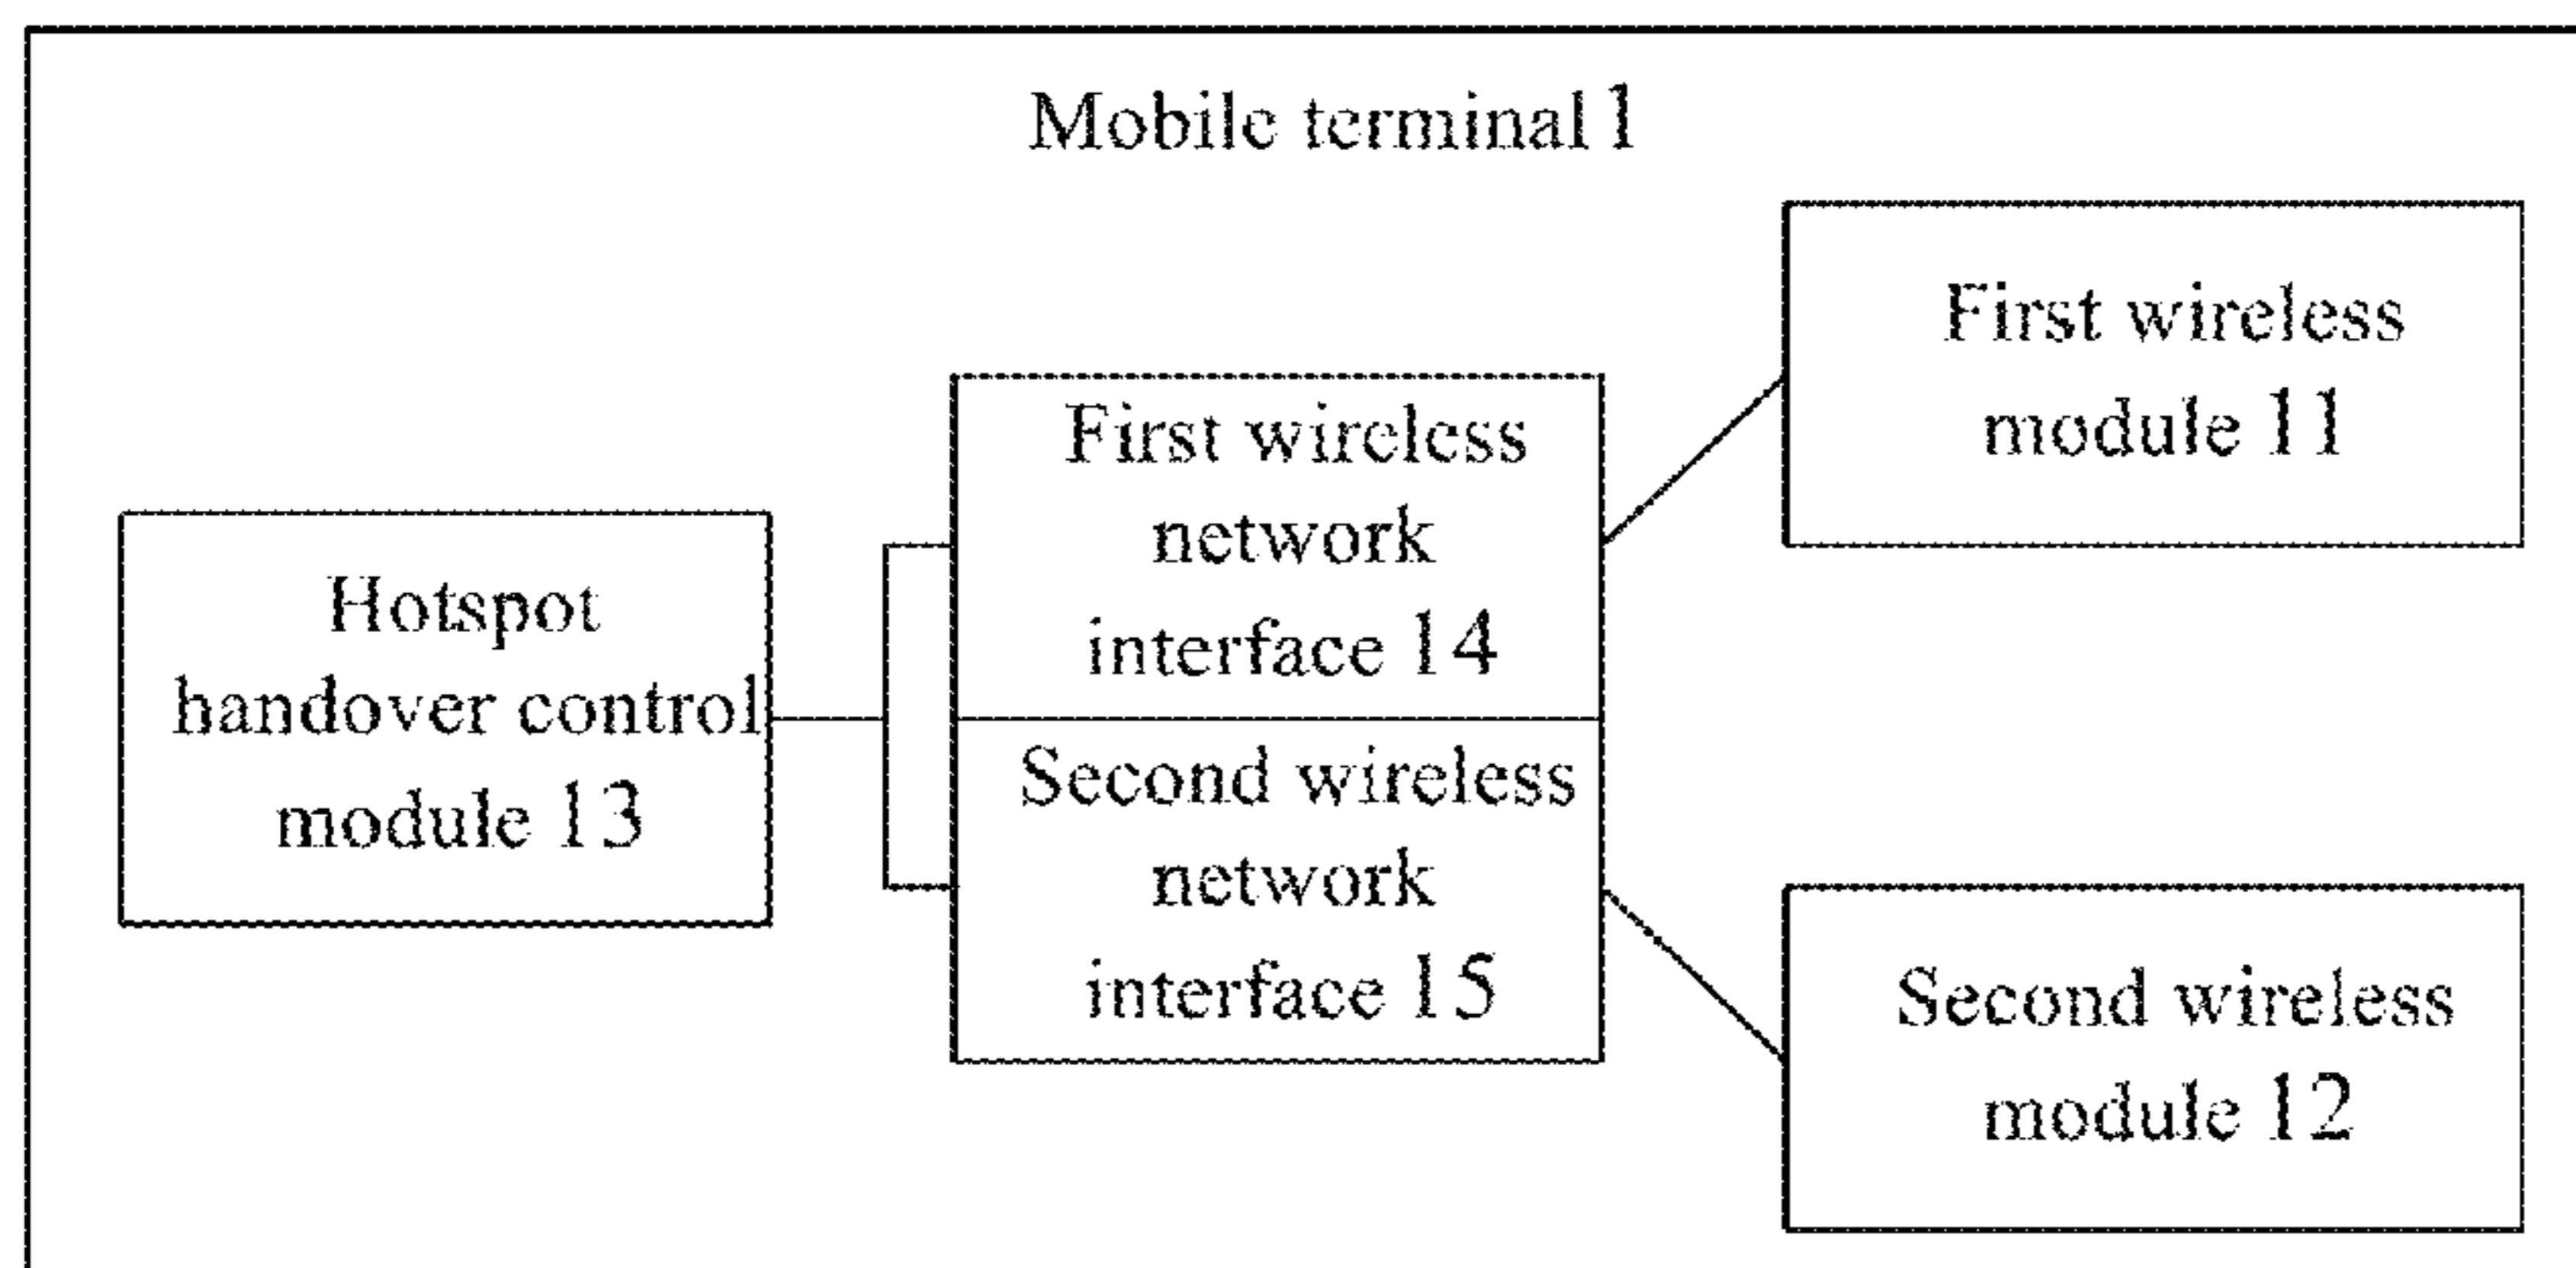 Mobile terminal 1
First wireless
module 11
First wireless
network
interface 14
Hotspot
handover control
module 13
Second wireless
network
interface 15
Second wireless
module 12